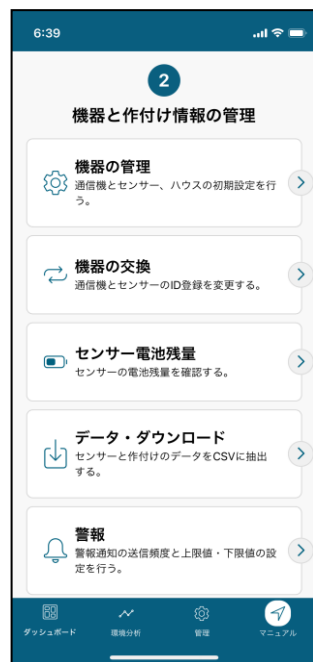 6:39
2
機器と作付け情報の管理
機器の管理
通信機とセンサー、ハウスの初期設定を行
う。
機器の交換
通信機とセンサーのID登録を変更する。
センサー電池残量
センサーの電池残量を確認する。
データ・ダウンロード
センサーと作付けのデータをCSVに抽出
する。
警報
警報通知の送信頻度と上限値・下限値の設
定を行う。
ダッシュボード 環境分析 管理 マニュアル